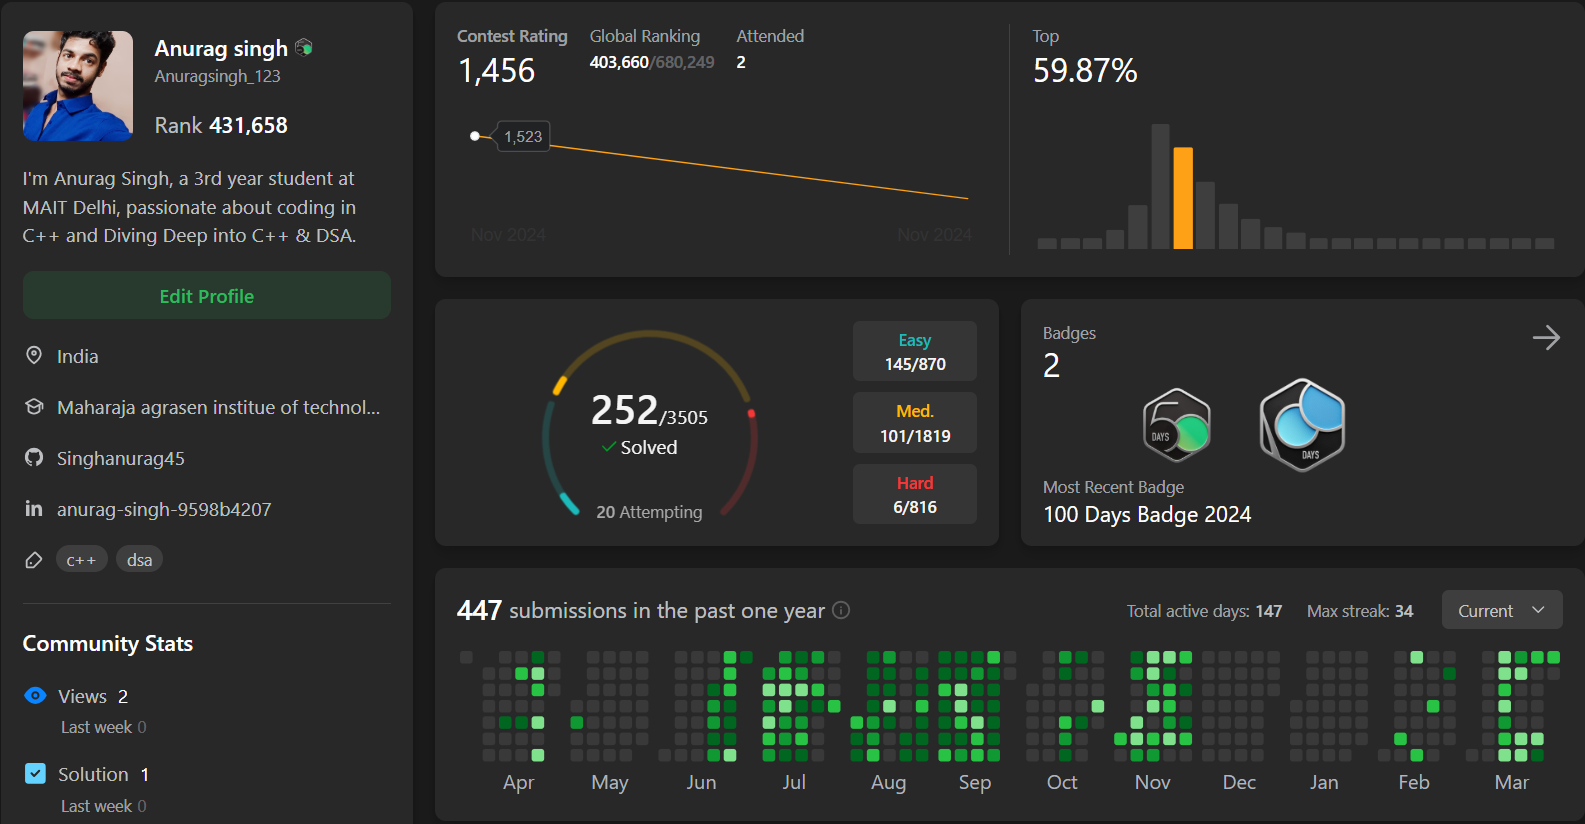 Anurag singh
Anuragsingh_123
Rank 431,658
I'm Anurag Singh, a 3rd year student at
MAIT Delhi, passionate about coding in
C++ and Diving Deep into C++ & DSA.
Edit Profile
India
Maharaja agrasen institue of technol...
Singhanurag45
anurag-singh-9598b4207
c++ dsa
Community Stats
Views 2
Last week 0
Solution 1
Last week 0
Contest Rating
1,456
Global Ranking
403,660/680,249
Attended
2
1,523
Nov 2024 Nov 2024
Top
59.87%
252/3505
Solved
20 Attempting
Easy
145/870
Med.
101/1819
Hard
6/816
Badges
2
50
DAYS
DAYS
Most Recent Badge
100 Days Badge 2024
447 submissions in the past one year
Total active days: 147 Max streak: 34 Current
Apr May Jun Jul Aug Sep Oct Nov Dec Jan Feb Mar